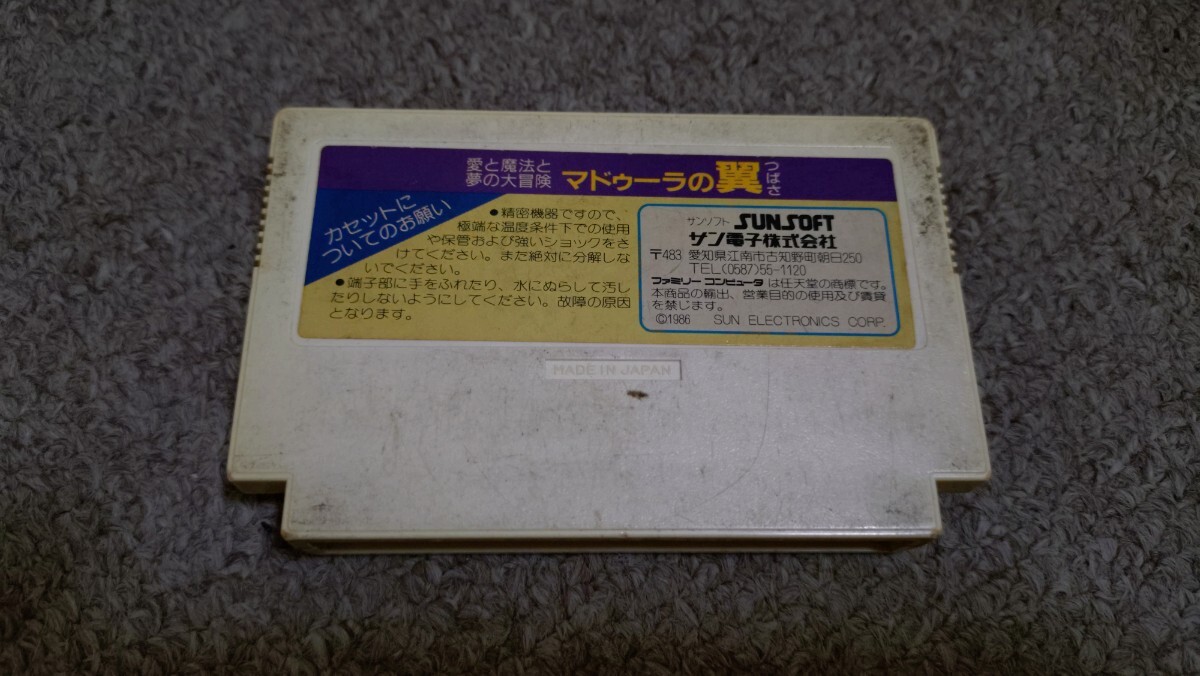 愛と魔法と
夢の大冒険
マドゥーラの翼
つばさ
カセットに
ついてのお願い
●精密機器ですので、
極端な温度条件下での使用
や保管および強いショックをさ
けてください。また絶対に分解しな
いでください。
●端子部に手をふれたり、水にぬらして汚し
たりしないようにしてください。故障の原因
となります。
サンソフト SUNSOFT
サン電子株式会社
〒483 愛知県江南市古知野町朝日250
TEL(0587)55-1120
ファミリーコンピュータは任天堂の商標です。
本商品の輸出、営業目的の使用及び賃貸
を禁じます。
©1986 SUN ELECTRONICS CORP.
MADE IN JAPAN